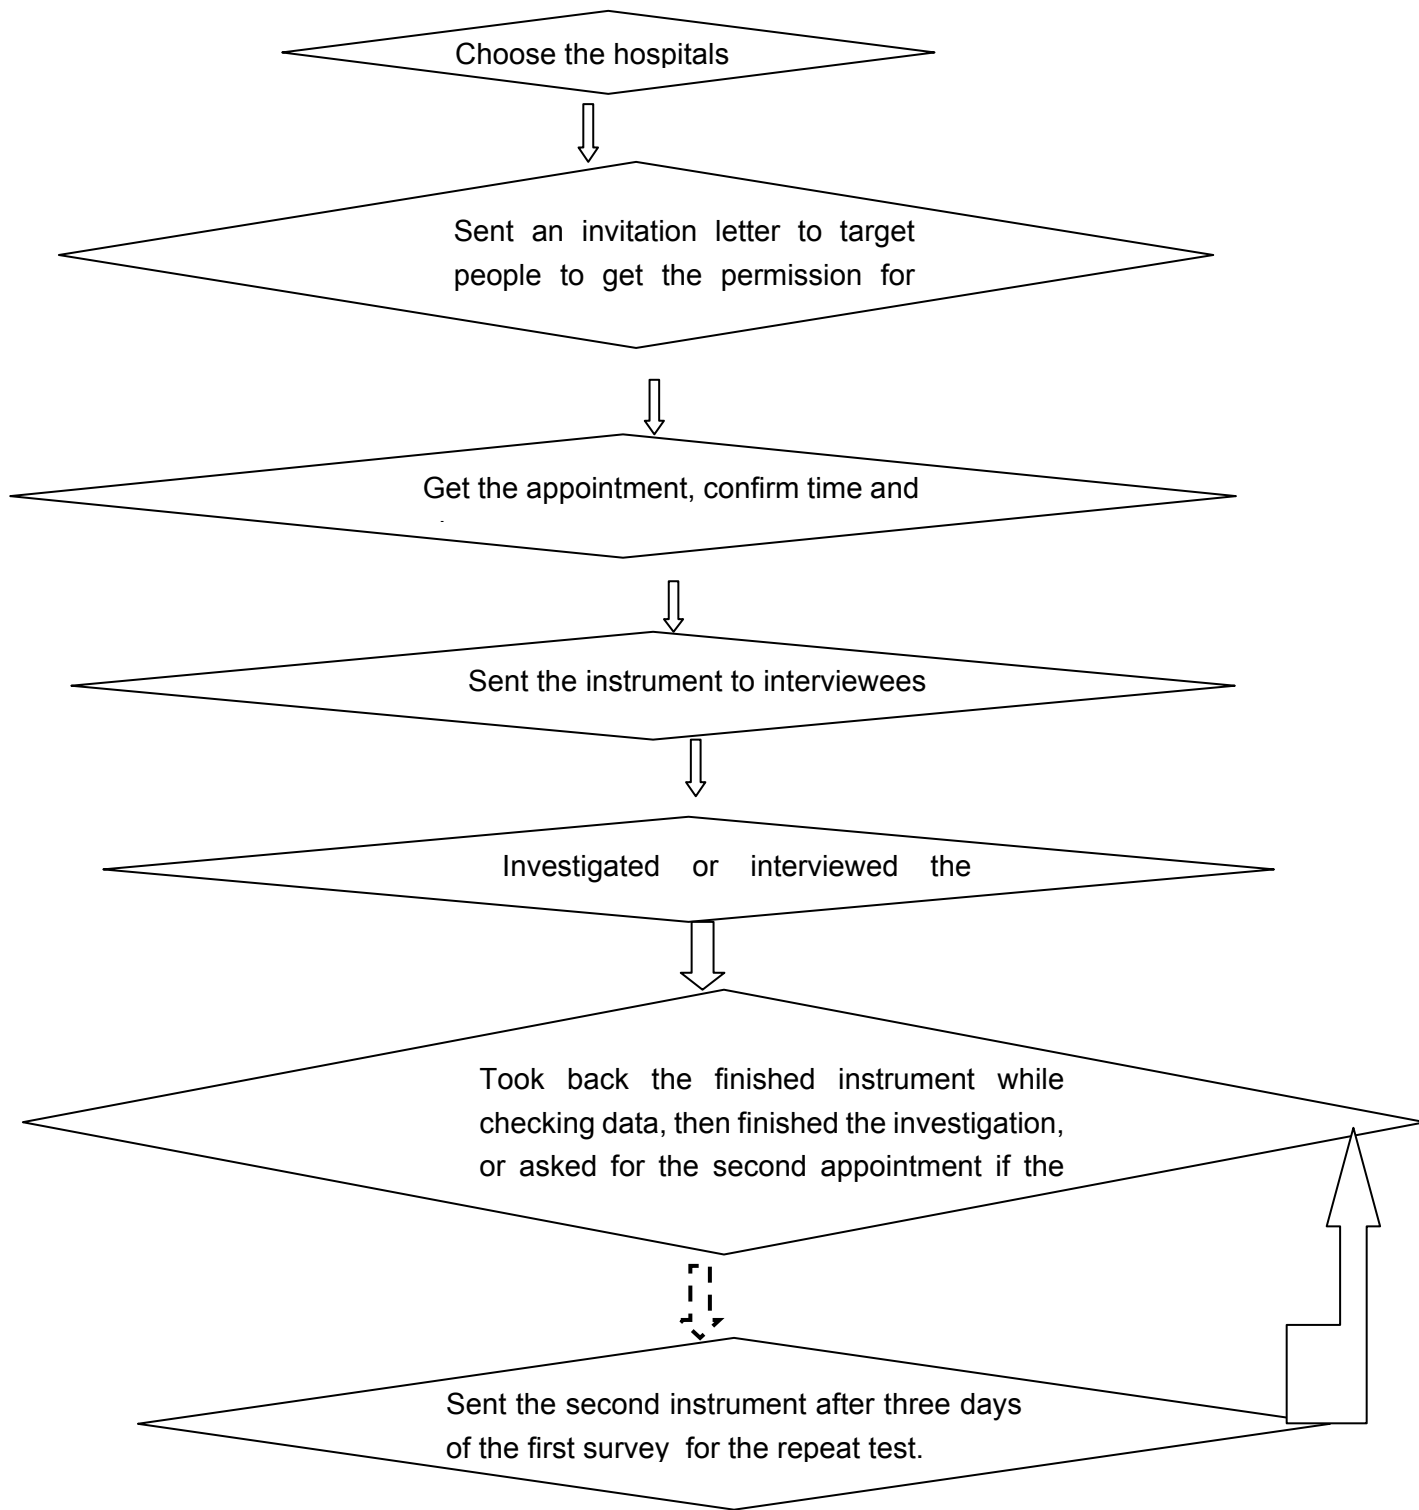 Choose the hospitals
Sent an invitation letter to target
people to get the permission for
Get the appointment, confirm time and
Sent the instrument to interviewees
Investigated or interviewed the
Took back the finished instrument while
checking data, then finished the investigation,
or asked for the second appointment if the
Sent the second instrument after three days
of the first survey for the repeat test.